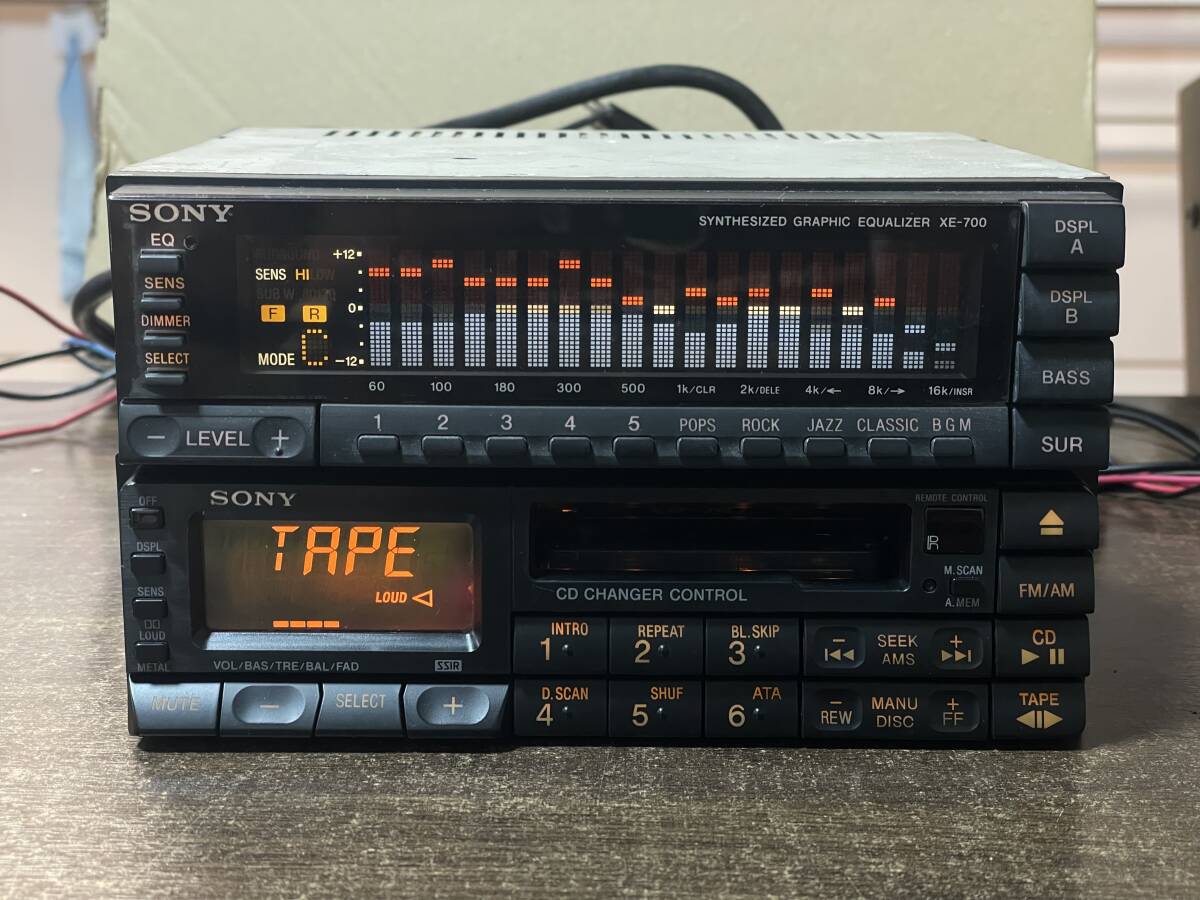 SONY
SYNTHESIZED GRAPHIC EQUALIZER XE-700
EQ
SENS
DIMMER
SELECT
SENS HI LOW
F R
MODE
+12
0
-12
60 100 180 300 500 1k/CLR 2k/DELE 4k/← 8k/→ 16k/INSR
DSPL A
DSPL B
BASS
SUR
- LEVEL +
1 2 3 4 5 POPS ROCK JAZZ CLASSIC BGM
SONY
OFF
DSPL
SENS
LOUD
METAL
TAPE
LOUD
VOL/BAS/TRE/BAL/FAD
SSIR
MUTE - SELECT +
CD CHANGER CONTROL
REMOTE CONTROL
R
M.SCAN
A.MEM
FM/AM
INTRO
1
REPEAT
2
BL.SKIP
3
D.SCAN
4
SHUF
5
ATA
6
- SEEK AMS +
- REW MANU DISC + FF
CD
TAPE